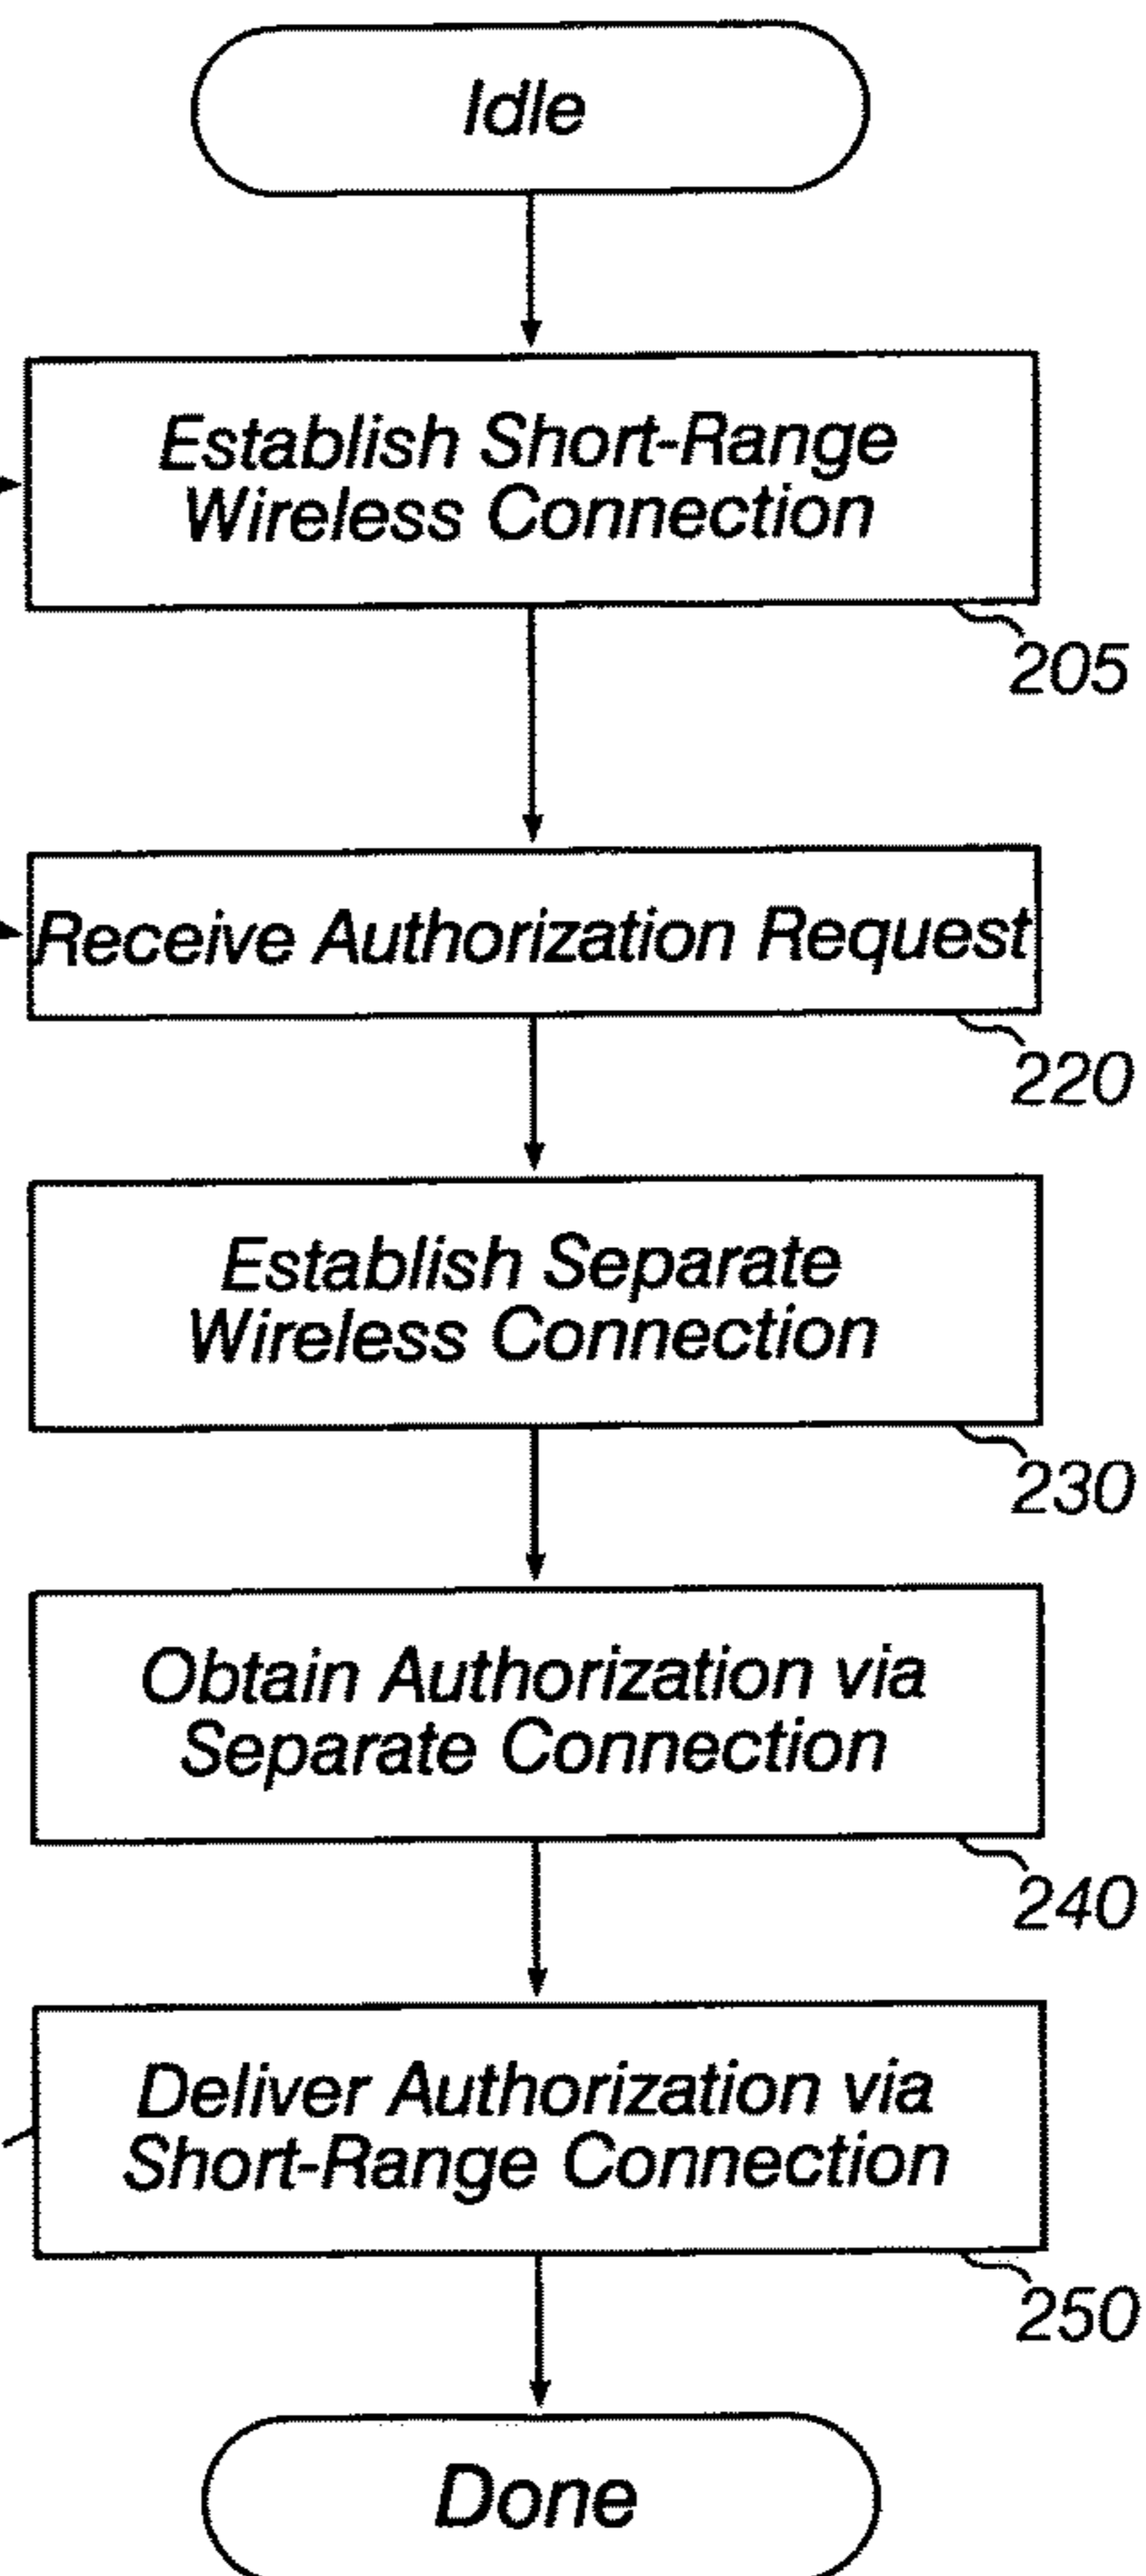 Idle
Establish Short-Range
Wireless Connection
205
Receive Authorization Request
220
Establish Separate
Wireless Connection
230
Obtain Authorization via
Separate Connection
240
Deliver Authorization via
Short-Range Connection
250
Done